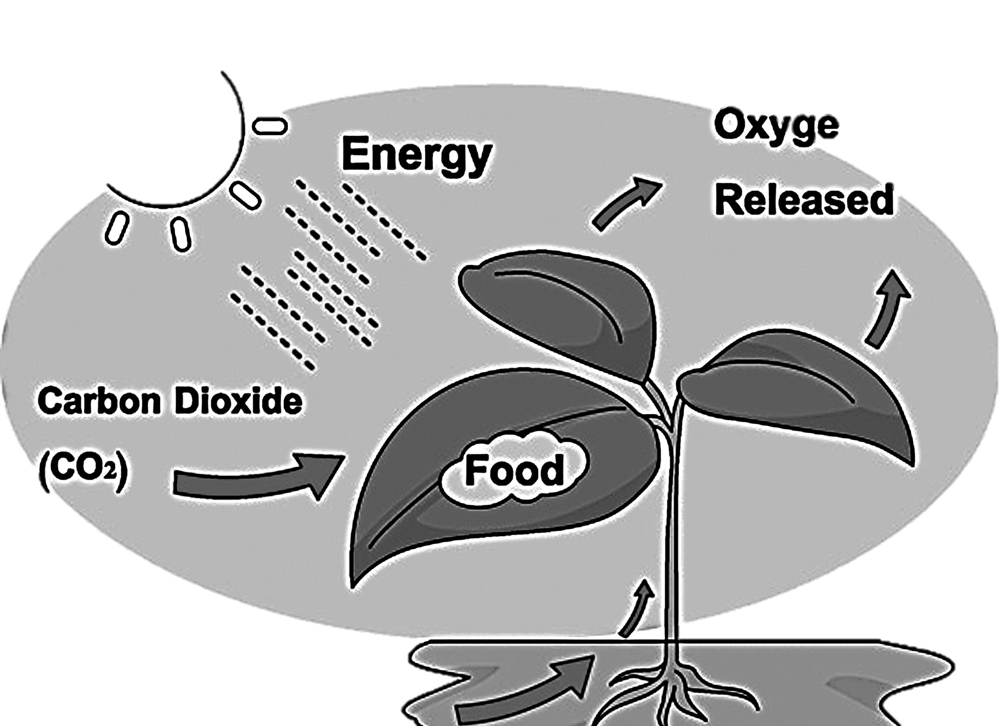 Oxyge
Energy
Released
Carbon Dioxide
(CO₂)
Food